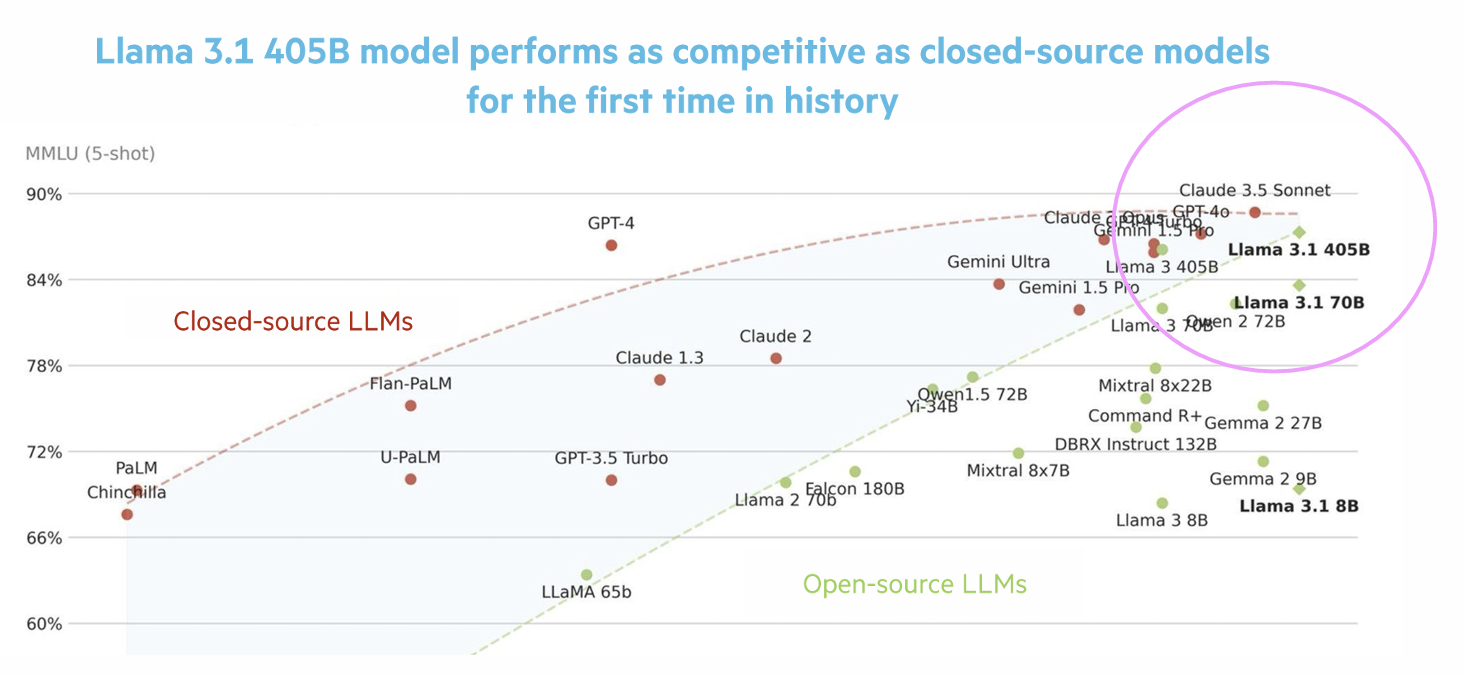 Llama 3.1 405B model performs as competitive as closed-source models
for the first time in history
MMLU (5-shot)
90%
84%
78%
72%
66%
60%
Closed-source LLMs
Open-source LLMs
PaLM
Chinchilla
Flan-PaLM
U-PaLM
GPT-4
GPT-3.5 Turbo
LLaMA 65b
Claude 1.3
Claude 2
Llama 2 70b
Falcon 180B
Yi-34B
Qwen1.5 72B
Gemini Ultra
Mixtral 8x7B
Gemini 1.5 Pro
Claude 3 Opus
GPT-4 Turbo
Gemini 1.5 Pro
GPT-4o
Claude 3.5 Sonnet
Llama 3 405B
Llama 3 70B
Qwen 2 72B
Mixtral 8x22B
Command R+
DBRX Instruct 132B
Llama 3 8B
Gemma 2 27B
Gemma 2 9B
Llama 3.1 405B
Llama 3.1 70B
Llama 3.1 8B